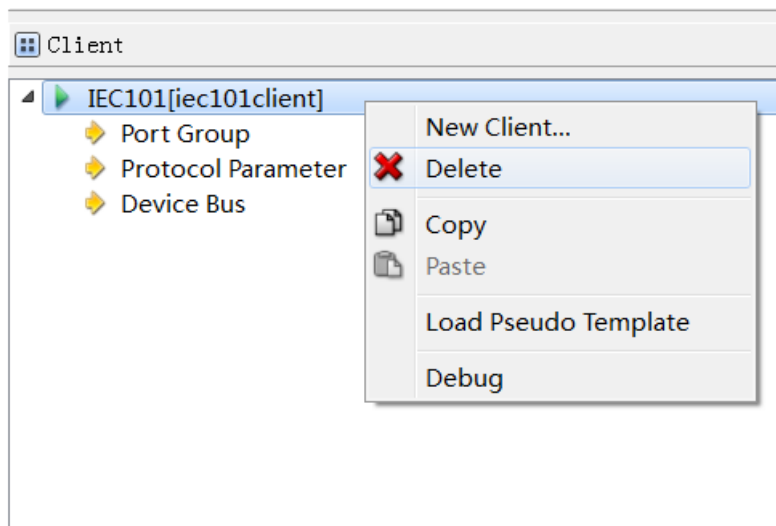 Client
IEC101[iec101client]
Port Group
Protocol Parameter
Device Bus
New Client...
Delete
Copy
Paste
Load Pseudo Template
Debug